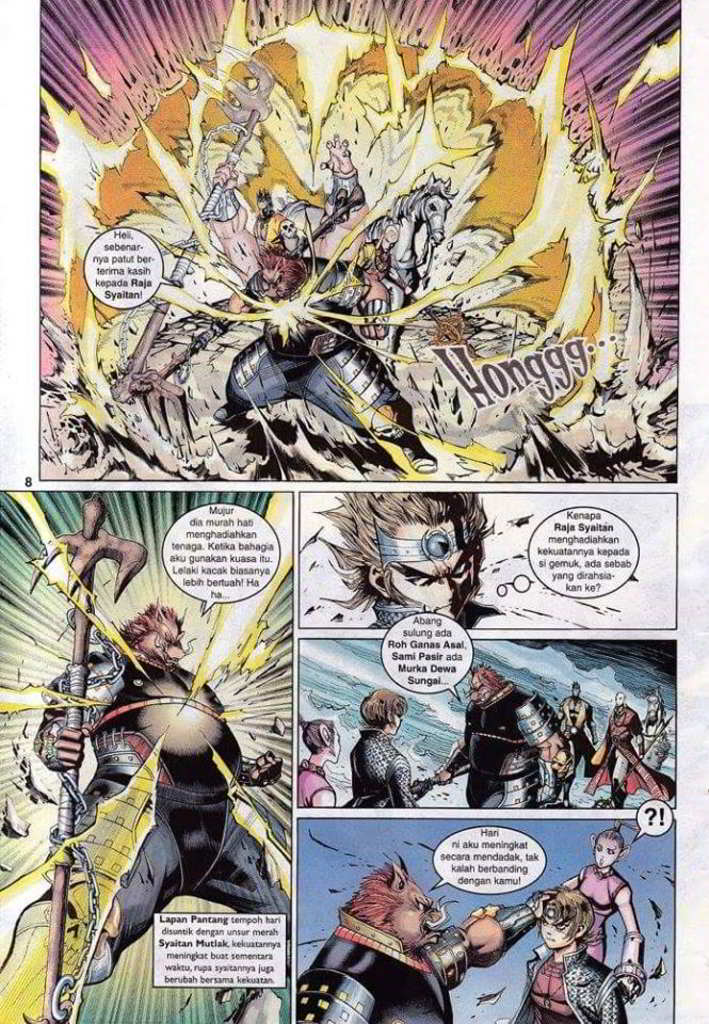 Heii,
sebenar-
nya patut ber-
terima kasih
kepada Raja
Syaitan!
Honggg...
8
Mujur
dia murah hati
menghadiahkan
tenaga. Ketika bahagia
aku gunakan kuasa itu.
Lelaki kacak biasanya
lebih bertuah! Ha
ha...
Lapan Pantang tempoh hari
disuntik dengan unsur merah
Syaitan Mutlak, kekuatannya
meningkat buat sementara
waktu, rupa syaitannya juga
berubah bersama kekuatan.
Kenapa
Raja Syaitan
menghadiahkan
kekuatannya kepada
si gemuk, ada sebab
yang dirahsia-
kan ke?
Abang
sulung ada
Roh Ganas Asal,
Sami Pasir ada
Murka Dewa
Sungai...
Hari
ni aku meningkat
secara mendadak, tak
kalah berbanding
dengan kamu!
?!